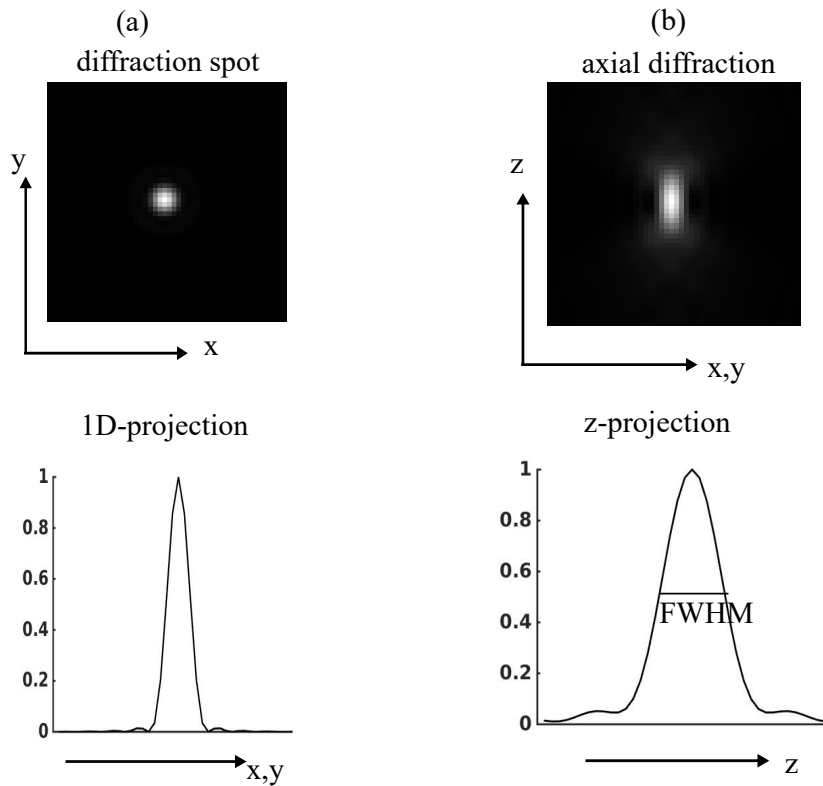 (a)
diffraction spot
y
x
1D-projection
1
0.8
0.6
0.4
0.2
0
x,y
(b)
axial diffraction
z
x,y
z-projection
1
0.8
0.6
FWHM
0.4
0.2
0
z